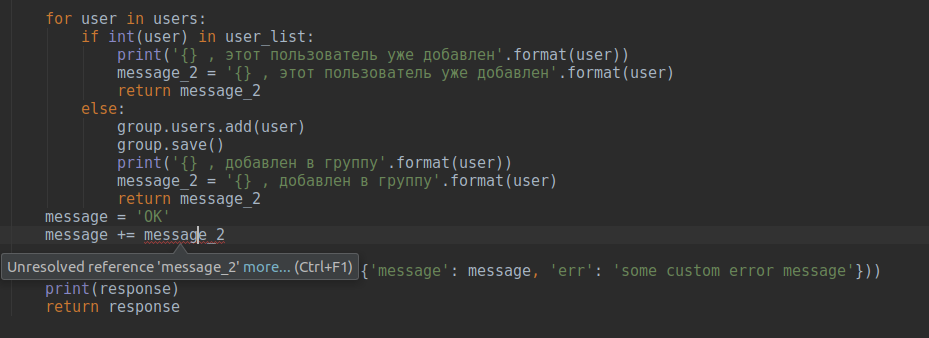 for user in users:
if int(user) in user_list:
print('{} , этот пользователь уже добавлен'.format(user))
message_2 = '{} , этот пользователь уже добавлен'.format(user)
return message_2
else:
group.users.add(user)
group.save()
print('{} , добавлен в группу'.format(user))
message_2 = '{} , добавлен в группу'.format(user)
return message_2
message = 'OK'
message += message_2
Unresolved reference 'message_2' more... (Ctrl+F1) {'message': message, 'err': 'some custom error message'}))
print(response)
return response